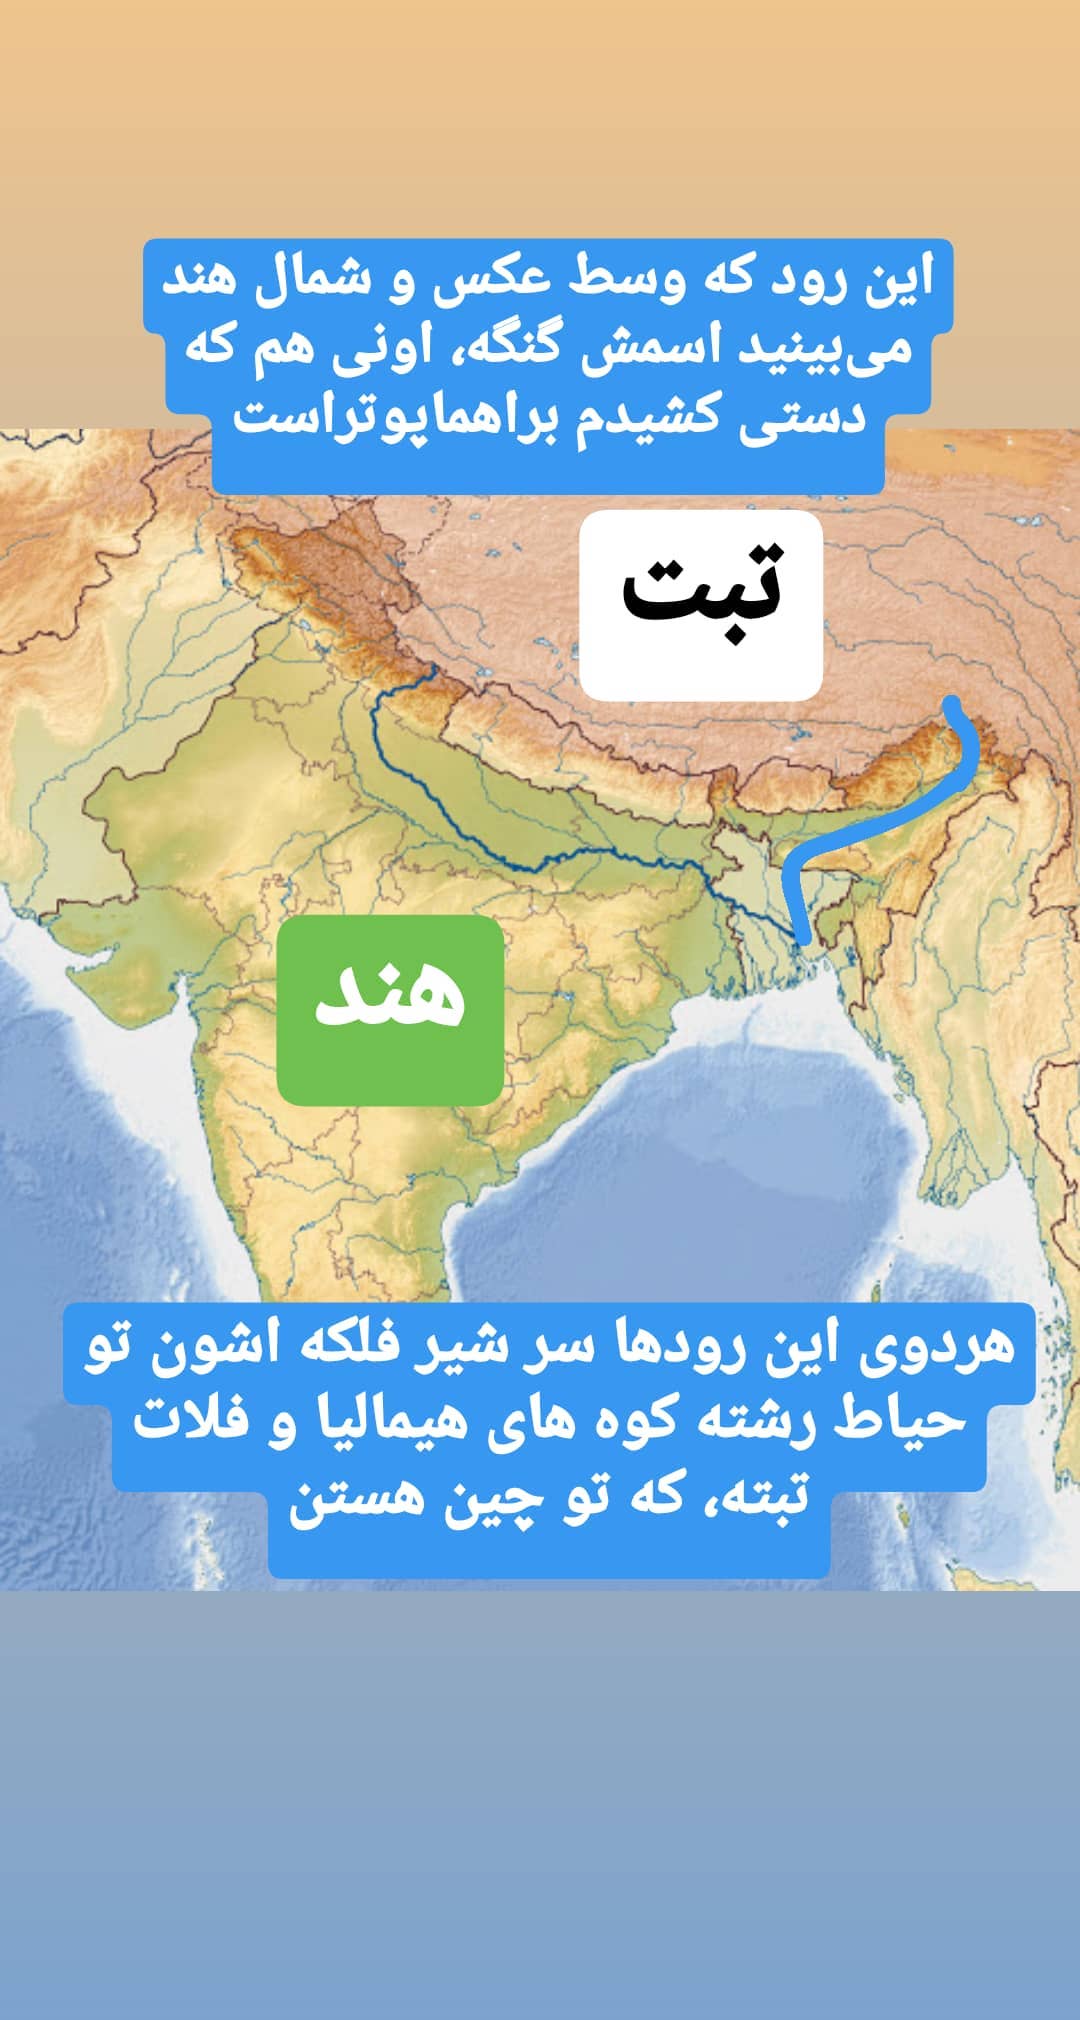 این رود که وسط عکس و شمال هند
می‌بینید اسمش گنگه، اونی هم که
دستی کشیدم براهماپوتراست
تبت
هند
هردوی این رودها سر شیر فلکه اشون تو
حیاط رشته کوه های هیمالیا و فلات
تبته، که تو چین هستن